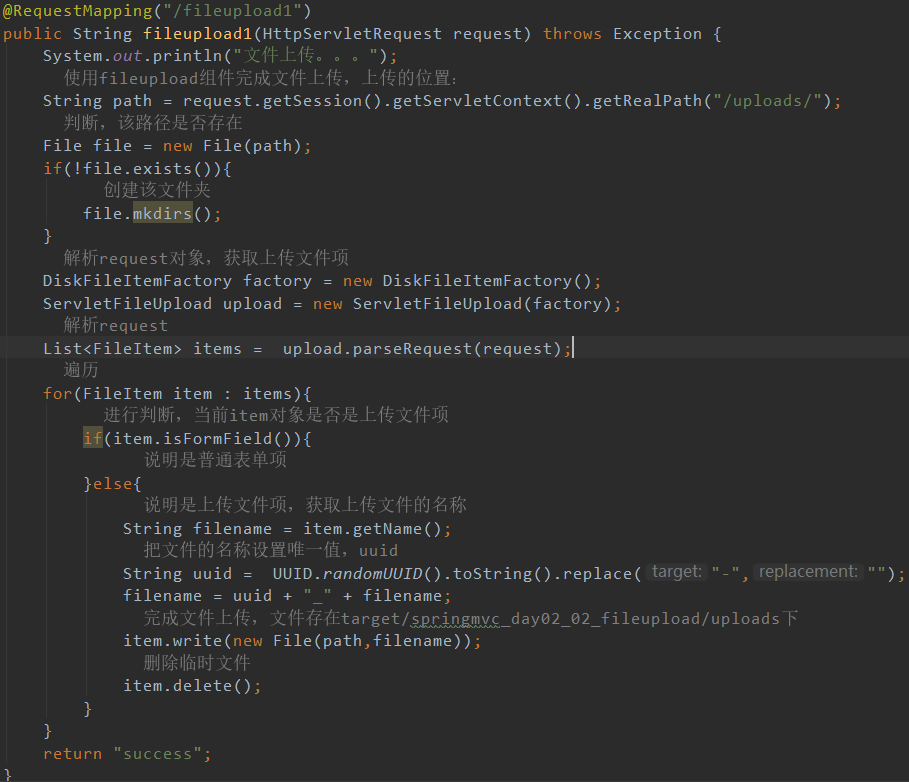 @RequestMapping("/fileupload1")
public String fileupload1(HttpServletRequest request) throws Exception {
System.out.println("文件上传。。。");
使用fileupload组件完成文件上传，上传的位置：
String path = request.getSession().getServletContext().getRealPath("/uploads/");
判断，该路径是否存在
File file = new File(path);
if(!file.exists()){
创建该文件夹
file.mkdirs();
}
解析request对象，获取上传文件项
DiskFileItemFactory factory = new DiskFileItemFactory();
ServletFileUpload upload = new ServletFileUpload(factory);
解析request
List<FileItem> items =  upload.parseRequest(request);
遍历
for(FileItem item : items){
进行判断，当前item对象是否是上传文件项
if(item.isFormField()){
说明是普通表单项
}else{
说明是上传文件项，获取上传文件的名称
String filename = item.getName();
把文件的名称设置唯一值，uuid
String uuid =  UUID.randomUUID().toString().replace( target: "-", replacement: "");
filename = uuid + "_" + filename;
完成文件上传，文件存在target/springmvc_day02_02_fileupload/uploads下
item.write(new File(path,filename));
删除临时文件
item.delete();
}
}
return "success";
}